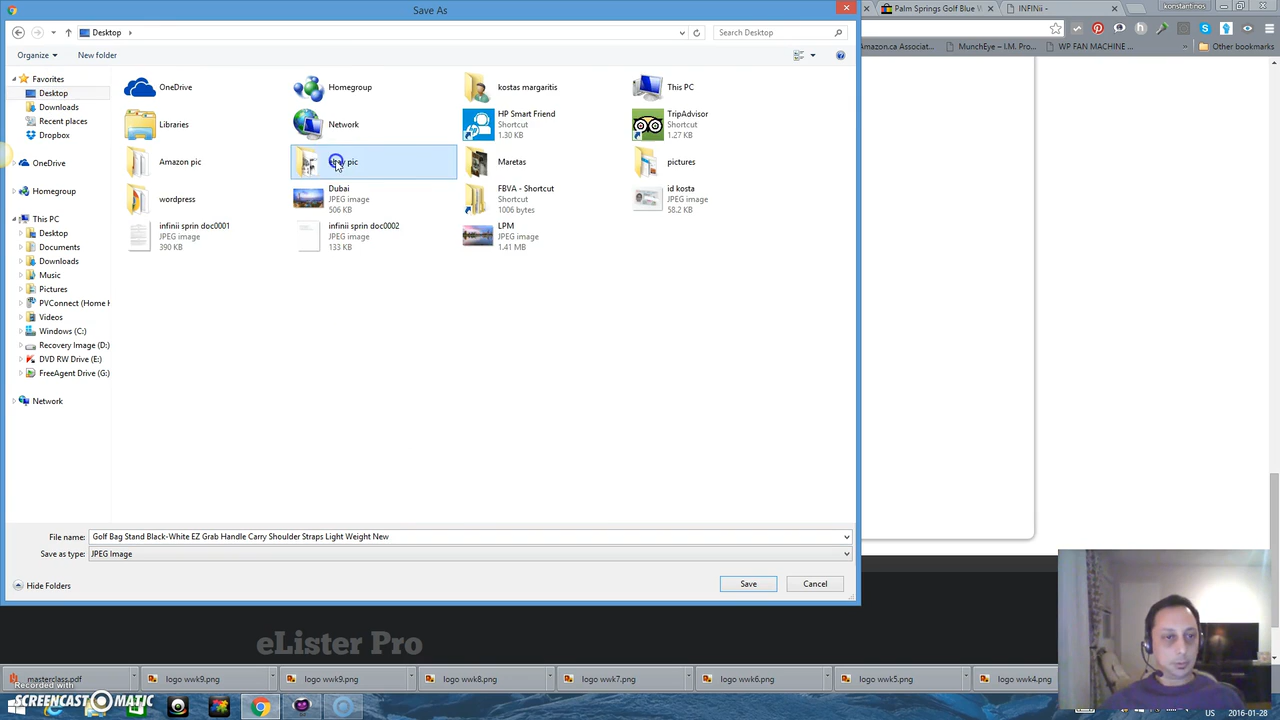 Save As
Palm Springs Golf Blue W
INFINii -
konstantinos
Desktop
Search Desktop
Amazon.ca Associat...
MunchEye – I.M. Pro...
WP FAN MACHINE ...
Other bookmarks
Organize
New folder
Favorites
Desktop
Downloads
Recent places
Dropbox
OneDrive
Homegroup
This PC
Desktop
Documents
Downloads
Music
Pictures
PVConnect (Home H
Videos
Windows (C:)
Recovery Image (D:)
DVD RW Drive (E:)
FreeAgent Drive (G:)
Network
OneDrive
Homegroup
kostas margaritis
This PC
Libraries
Network
HP Smart Friend
Shortcut
1.30 KB
TripAdvisor
Shortcut
1.27 KB
Amazon pic
pic
Maretas
pictures
wordpress
Dubai
JPEG image
506 KB
FBVA - Shortcut
Shortcut
1006 bytes
id kosta
JPEG image
58.2 KB
infinii sprin doc0001
JPEG image
390 KB
infinii sprin doc0002
JPEG image
133 KB
LPM
JPEG image
1.41 MB
File name:
Golf Bag Stand Black-White EZ Grab Handle Carry Shoulder Straps Light Weight New
Save as type:
JPEG Image
Hide Folders
Save
Cancel
eLister Pro
masterclass.pdf
logo wwk9.png
logo wwk9.png
logo wwk8.png
logo wwk7.png
logo wwk6.png
logo wwk5.png
logo wwk4.png
Recorded with
SCREENCAST MATIC
US
2016-01-28